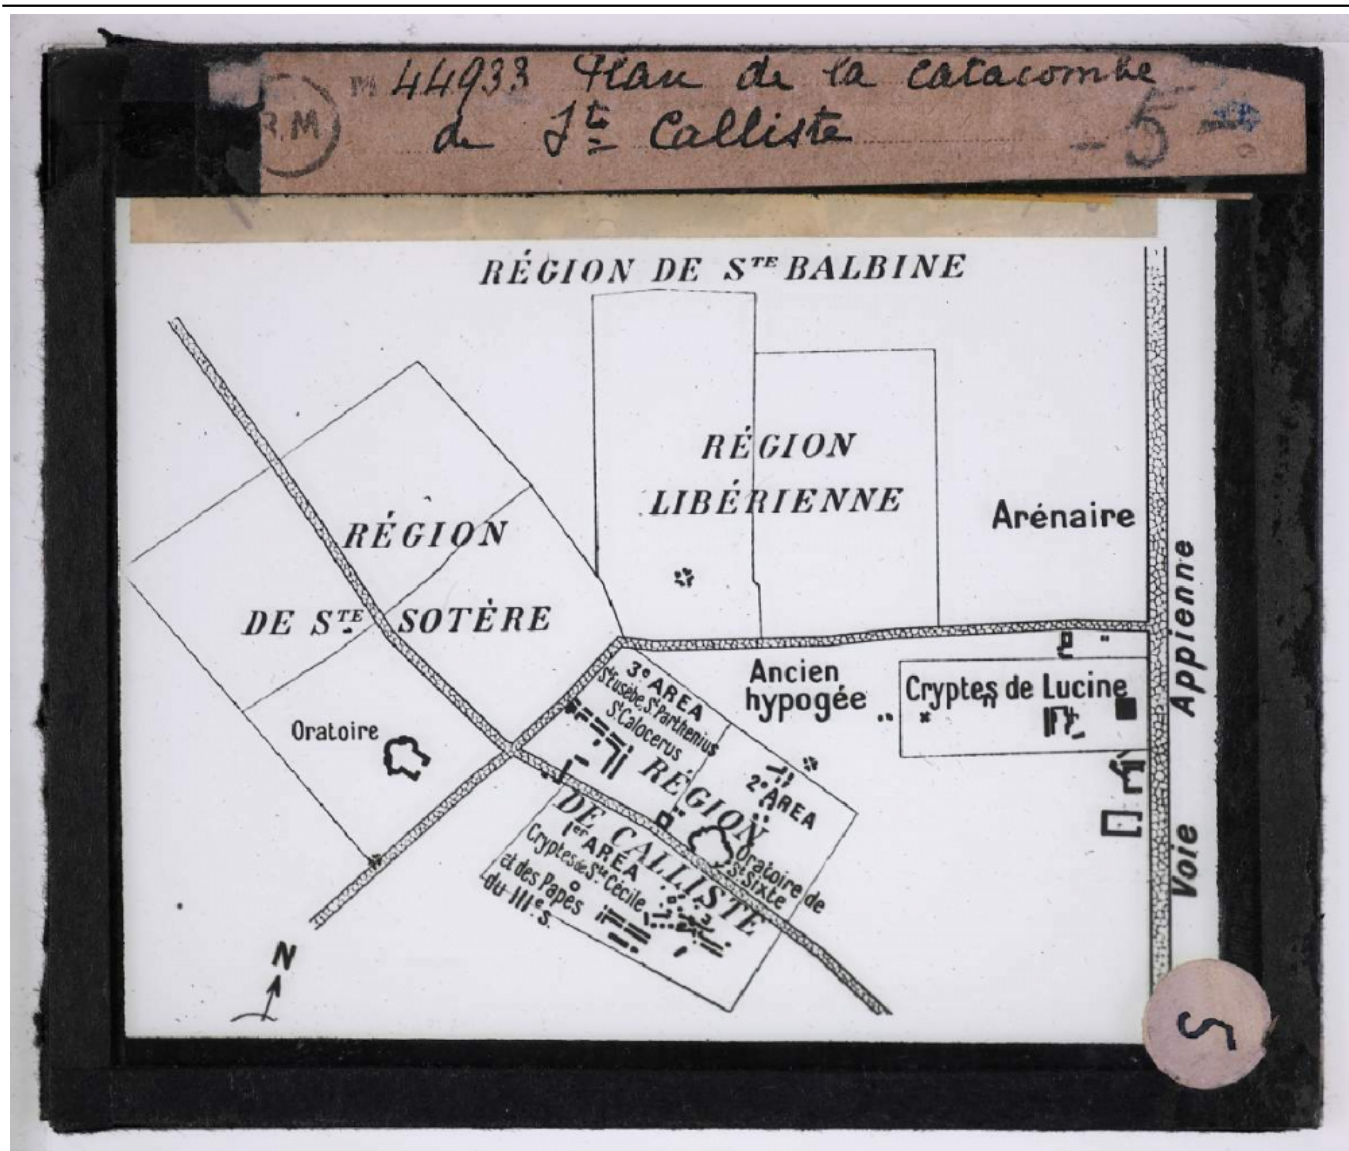 M 44933 Plan de la catacombe
de Ste Calliste
R.M
-5-
RÉGION DE STE BALBINE
RÉGION
LIBÉRIENNE
Arénaire
RÉGION
DE STE SOTÈRE
Oratoire
Voie Appienne
Ancien
hypogée
Cryptes de Lucine
3e AREA
St Eusèbe, St Parthenius
St Calocerus
RÉGION
DE CALLISTE
2e AREA
1er AREA
Cryptes de Ste Cécile
et des Papes
du IIIe s.
Oratoire de
St Sixte
N
5